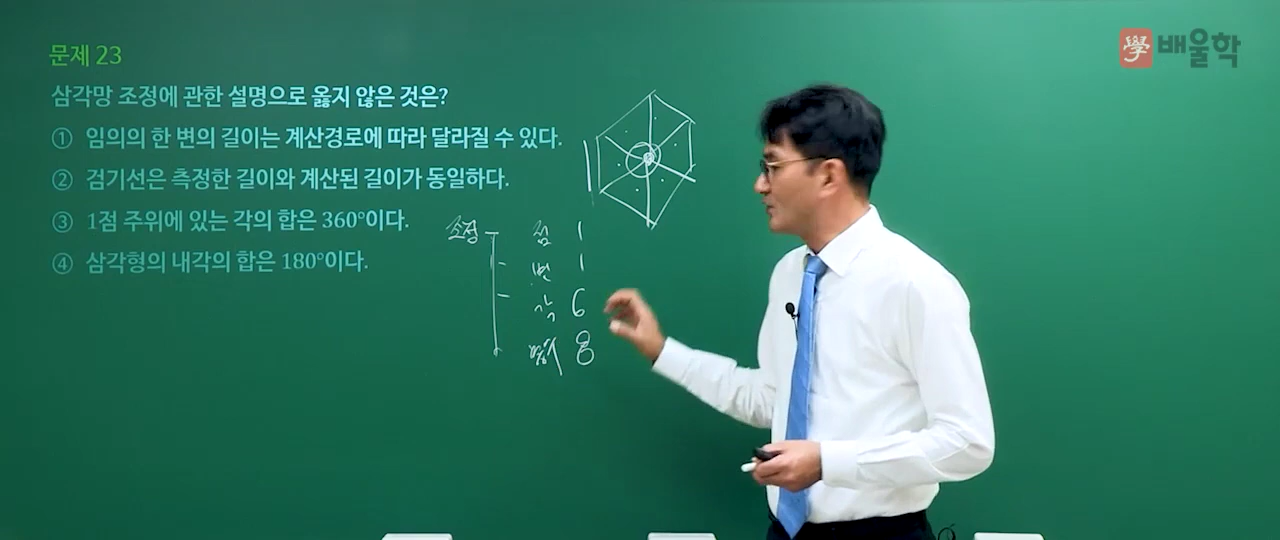 學 배울학
문제 23
삼각망 조정에 관한 설명으로 옳지 않은 것은?
① 임의의 한 변의 길이는 계산경로에 따라 달라질 수 있다.
② 검기선은 측정한 길이와 계산된 길이가 동일하다.
③ 1점 주위에 있는 각의 합은 360°이다.
④ 삼각형의 내각의 합은 180°이다.
조정 점 1
변 1
각 6
8